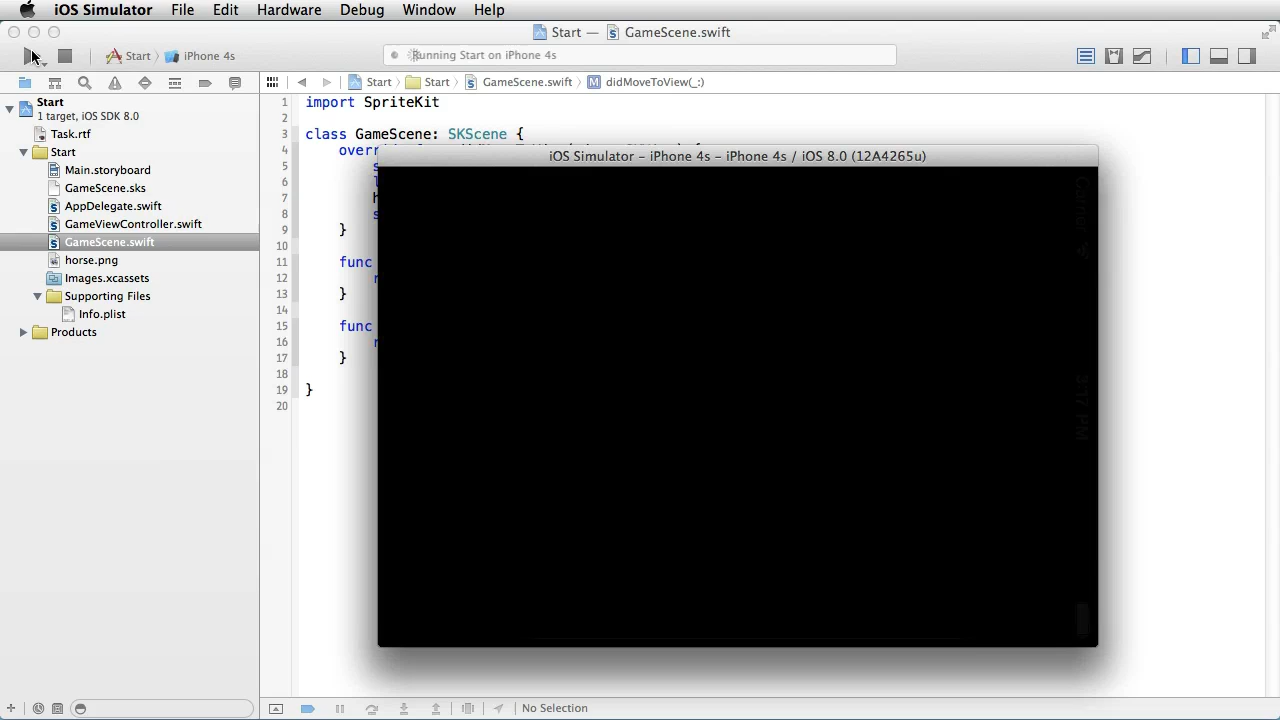 iOS Simulator File Edit Hardware Debug Window Help
Start — GameScene.swift
Start iPhone 4s Running Start on iPhone 4s
Start Start GameScene.swift didMoveToView(_:)
Start
1 target, iOS SDK 8.0
Task.rtf
Start
Main.storyboard
GameScene.sks
AppDelegate.swift
GameViewController.swift
GameScene.swift
horse.png
Images.xcassets
Supporting Files
Info.plist
Products
1 import SpriteKit
2
3 class GameScene: SKScene {
4 overr
5 s
6 l
7 h
8 s
9 }
10
11 func
12 r
13 }
14
15 func
16 r
17 }
18
19 }
20
iOS Simulator – iPhone 4s – iPhone 4s / iOS 8.0 (12A4265u)
Carrier
3:17 PM
No Selection